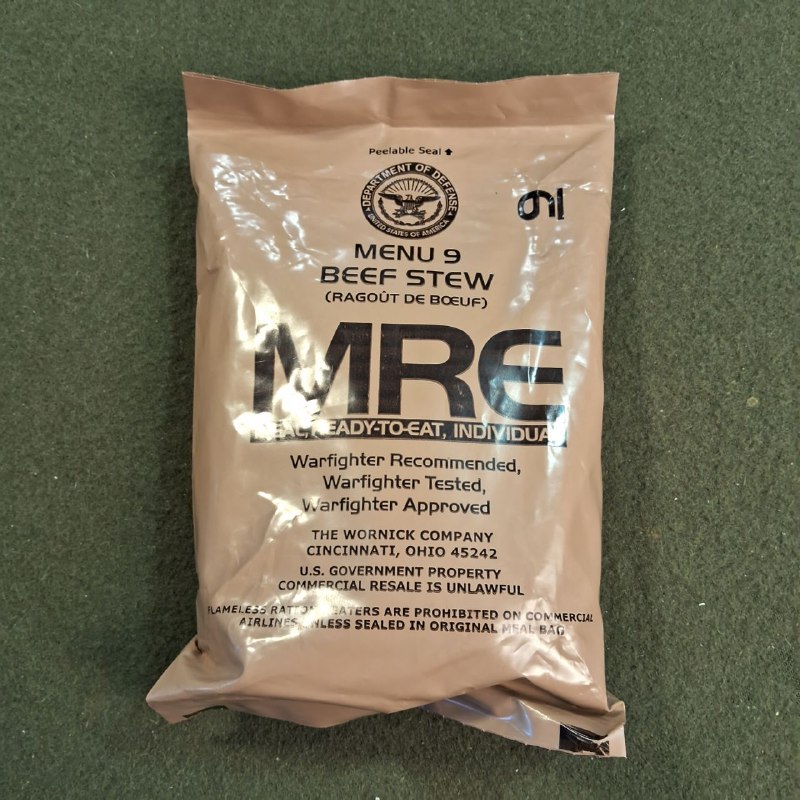 Peelable Seal ⬆
DEPARTMENT OF DEFENSE
UNITED STATES OF AMERICA
9
MENU 9
BEEF STEW
(RAGOÛT DE BŒUF)
MRE
MEAL, READY-TO-EAT, INDIVIDUAL
Warfighter Recommended,
Warfighter Tested,
Warfighter Approved
THE WORNICK COMPANY
CINCINNATI, OHIO 45242
U.S. GOVERNMENT PROPERTY
COMMERCIAL RESALE IS UNLAWFUL
FLAMELESS RATION HEATERS ARE PROHIBITED ON COMMERCIAL
AIRLINES UNLESS SEALED IN ORIGINAL MEAL BAG